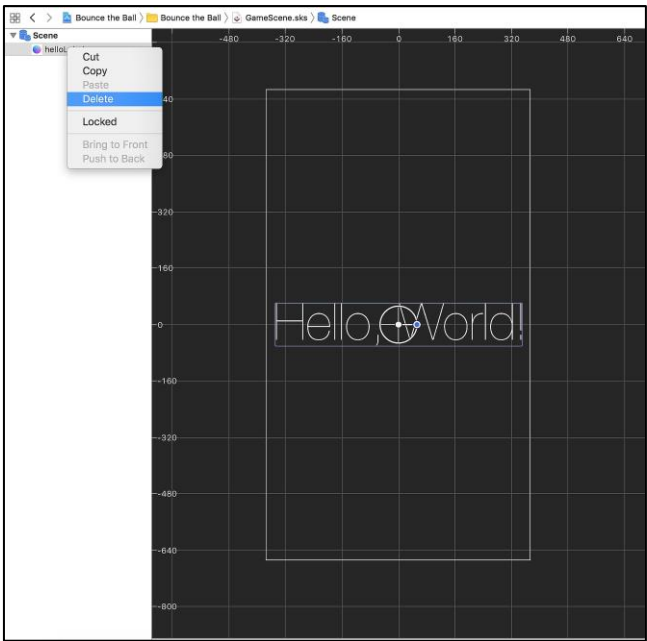 Bounce the Ball Bounce the Ball GameScene.sks Scene
Scene
-480 -320 -160 0 160 320 480 640
Cut
Copy
Paste
Delete
Locked
Bring to Front
Push to Back
-320
-160
0
Hello, World!
-160
-320
-480
-640
-800